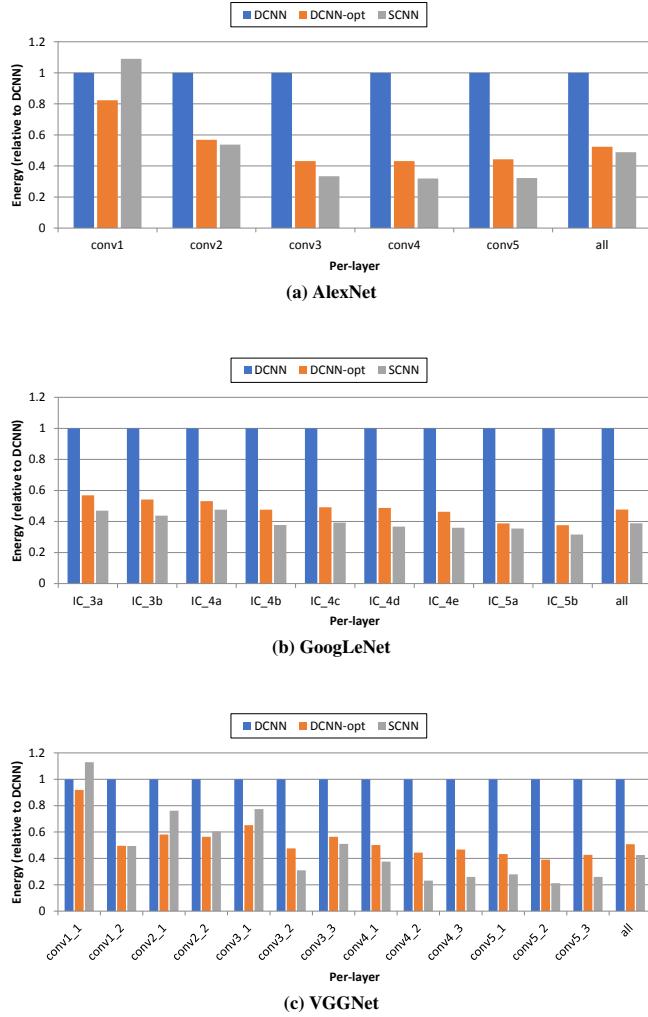 DCNN DCNN-opt SCNN
1.2
1
0.8
0.6
0.4
0.2
0
Energy (relative to DCNN)
conv1 conv2 conv3 conv4 conv5 all
Per-layer
(a) AlexNet
DCNN DCNN-opt SCNN
1.2
1
0.8
0.6
0.4
0.2
0
Energy (relative to DCNN)
IC_3a IC_3b IC_4a IC_4b IC_4c IC_4d IC_4e IC_5a IC_5b all
Per-layer
(b) GoogLeNet
DCNN DCNN-opt SCNN
1.2
1
0.8
0.6
0.4
0.2
0
Energy (relative to DCNN)
conv1_1 conv1_2 conv2_1 conv2_2 conv3_1 conv3_2 conv3_3 conv4_1 conv4_2 conv4_3 conv5_1 conv5_2 conv5_3 all
Per-layer
(c) VGGNet